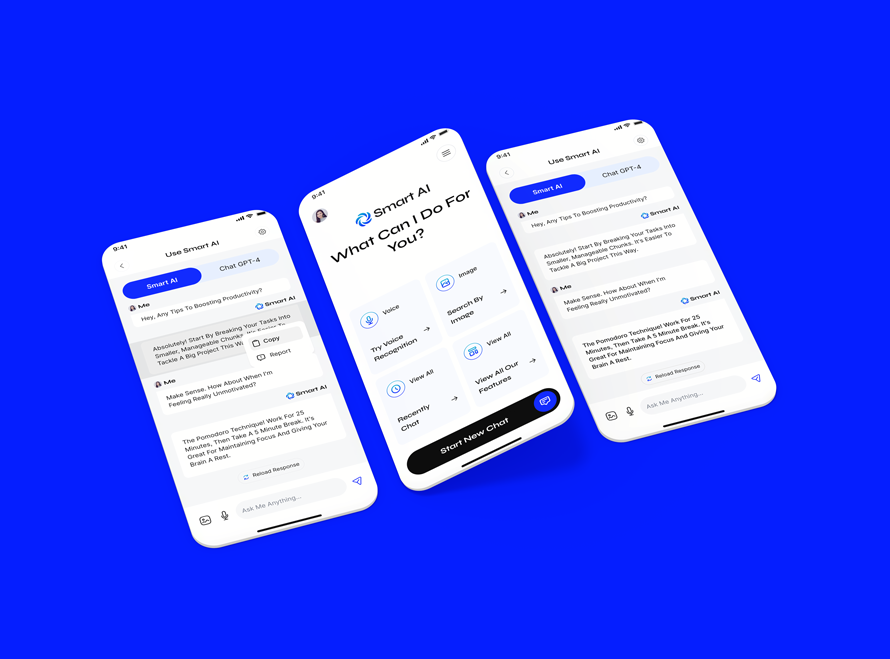 9:41
Use Smart AI
Smart AI
Chat GPT-4
Me
Hey, Any Tips To Boosting Productivity?
Smart AI
Absolutely! Start By Breaking Your Tasks Into
Smaller, Manageable Chunks. It's Easier To
Tackle A Big Project This Way.
Copy
Report
Me
Make Sense. How About When I'm
Feeling Really Unmotivated?
Smart AI
The Pomodoro Technique! Work For 25
Minutes, Then Take A 5 Minute Break. It's
Great For Maintaining Focus And Giving Your
Brain A Rest.
Reload Response
Ask Me Anything...
9:41
Smart AI
What Can I Do For
You?
Voice
Try Voice
Recognition
Image
Search By
Image
View All
Recently
Chat
View All
View All Our
Features
Start New Chat
9:41
Use Smart AI
Smart AI
Chat GPT-4
Me
Hey, Any Tips To Boosting Productivity?
Smart AI
Absolutely! Start By Breaking Your Tasks Into
Smaller, Manageable Chunks. It's Easier To
Tackle A Big Project This Way.
Me
Make Sense. How About When I'm
Feeling Really Unmotivated?
Smart AI
The Pomodoro Technique! Work For 25
Minutes, Then Take A 5 Minute Break. It's
Great For Maintaining Focus And Giving Your
Brain A Rest.
Reload Response
Ask Me Anything...